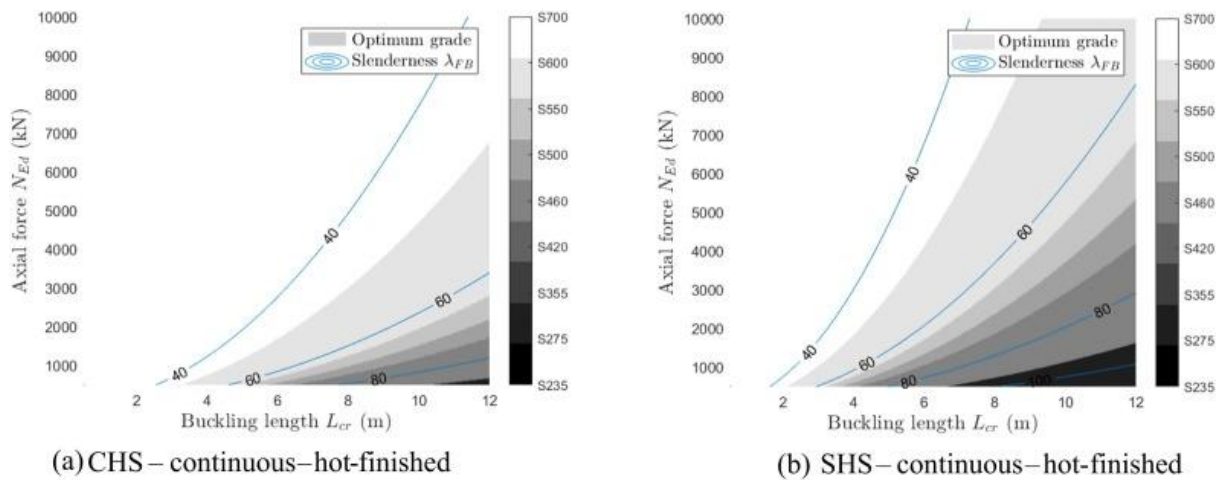 10000
9000
8000
7000
6000
5000
4000
3000
2000
1000
Axial force N_Ed (kN)
2 4 6 8 10 12
Buckling length L_cr (m)
Optimum grade
Slenderness λ_FB
40
40
60
60
80
S700
S600
S550
S500
S460
S420
S355
S275
S235
(a) CHS – continuous–hot-finished
10000
9000
8000
7000
6000
5000
4000
3000
2000
1000
Axial force N_Ed (kN)
2 4 6 8 10 12
Buckling length L_cr (m)
Optimum grade
Slenderness λ_FB
40
40
60
60
80
80
100
S700
S600
S550
S500
S460
S420
S355
S275
S235
(b) SHS – continuous–hot-finished